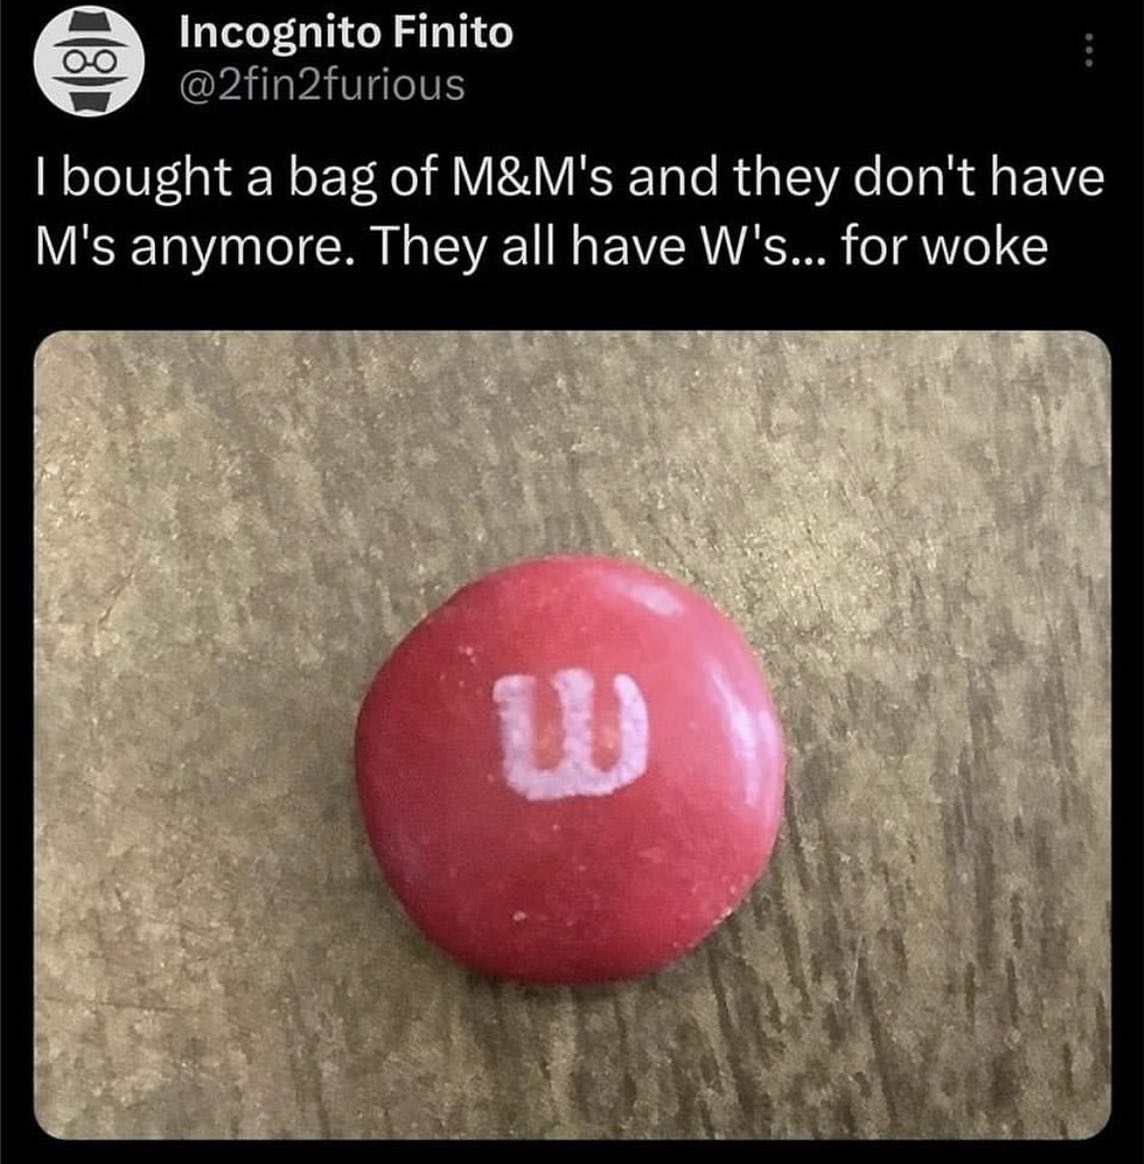 Incognito Finito
@2fin2furious
I bought a bag of M&M's and they don't have
M's anymore. They all have W's... for woke
W